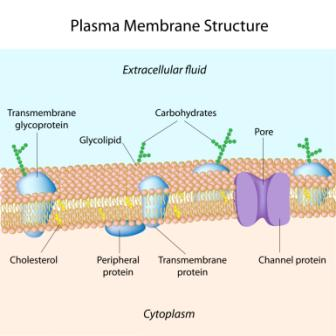 Plasma Membrane Structure
Extracellular fluid
Transmembrane
glycoprotein
Carbohydrates
Glycolipid
Pore
Cholesterol
Peripheral
protein
Transmembrane
protein
Channel protein
Cytoplasm